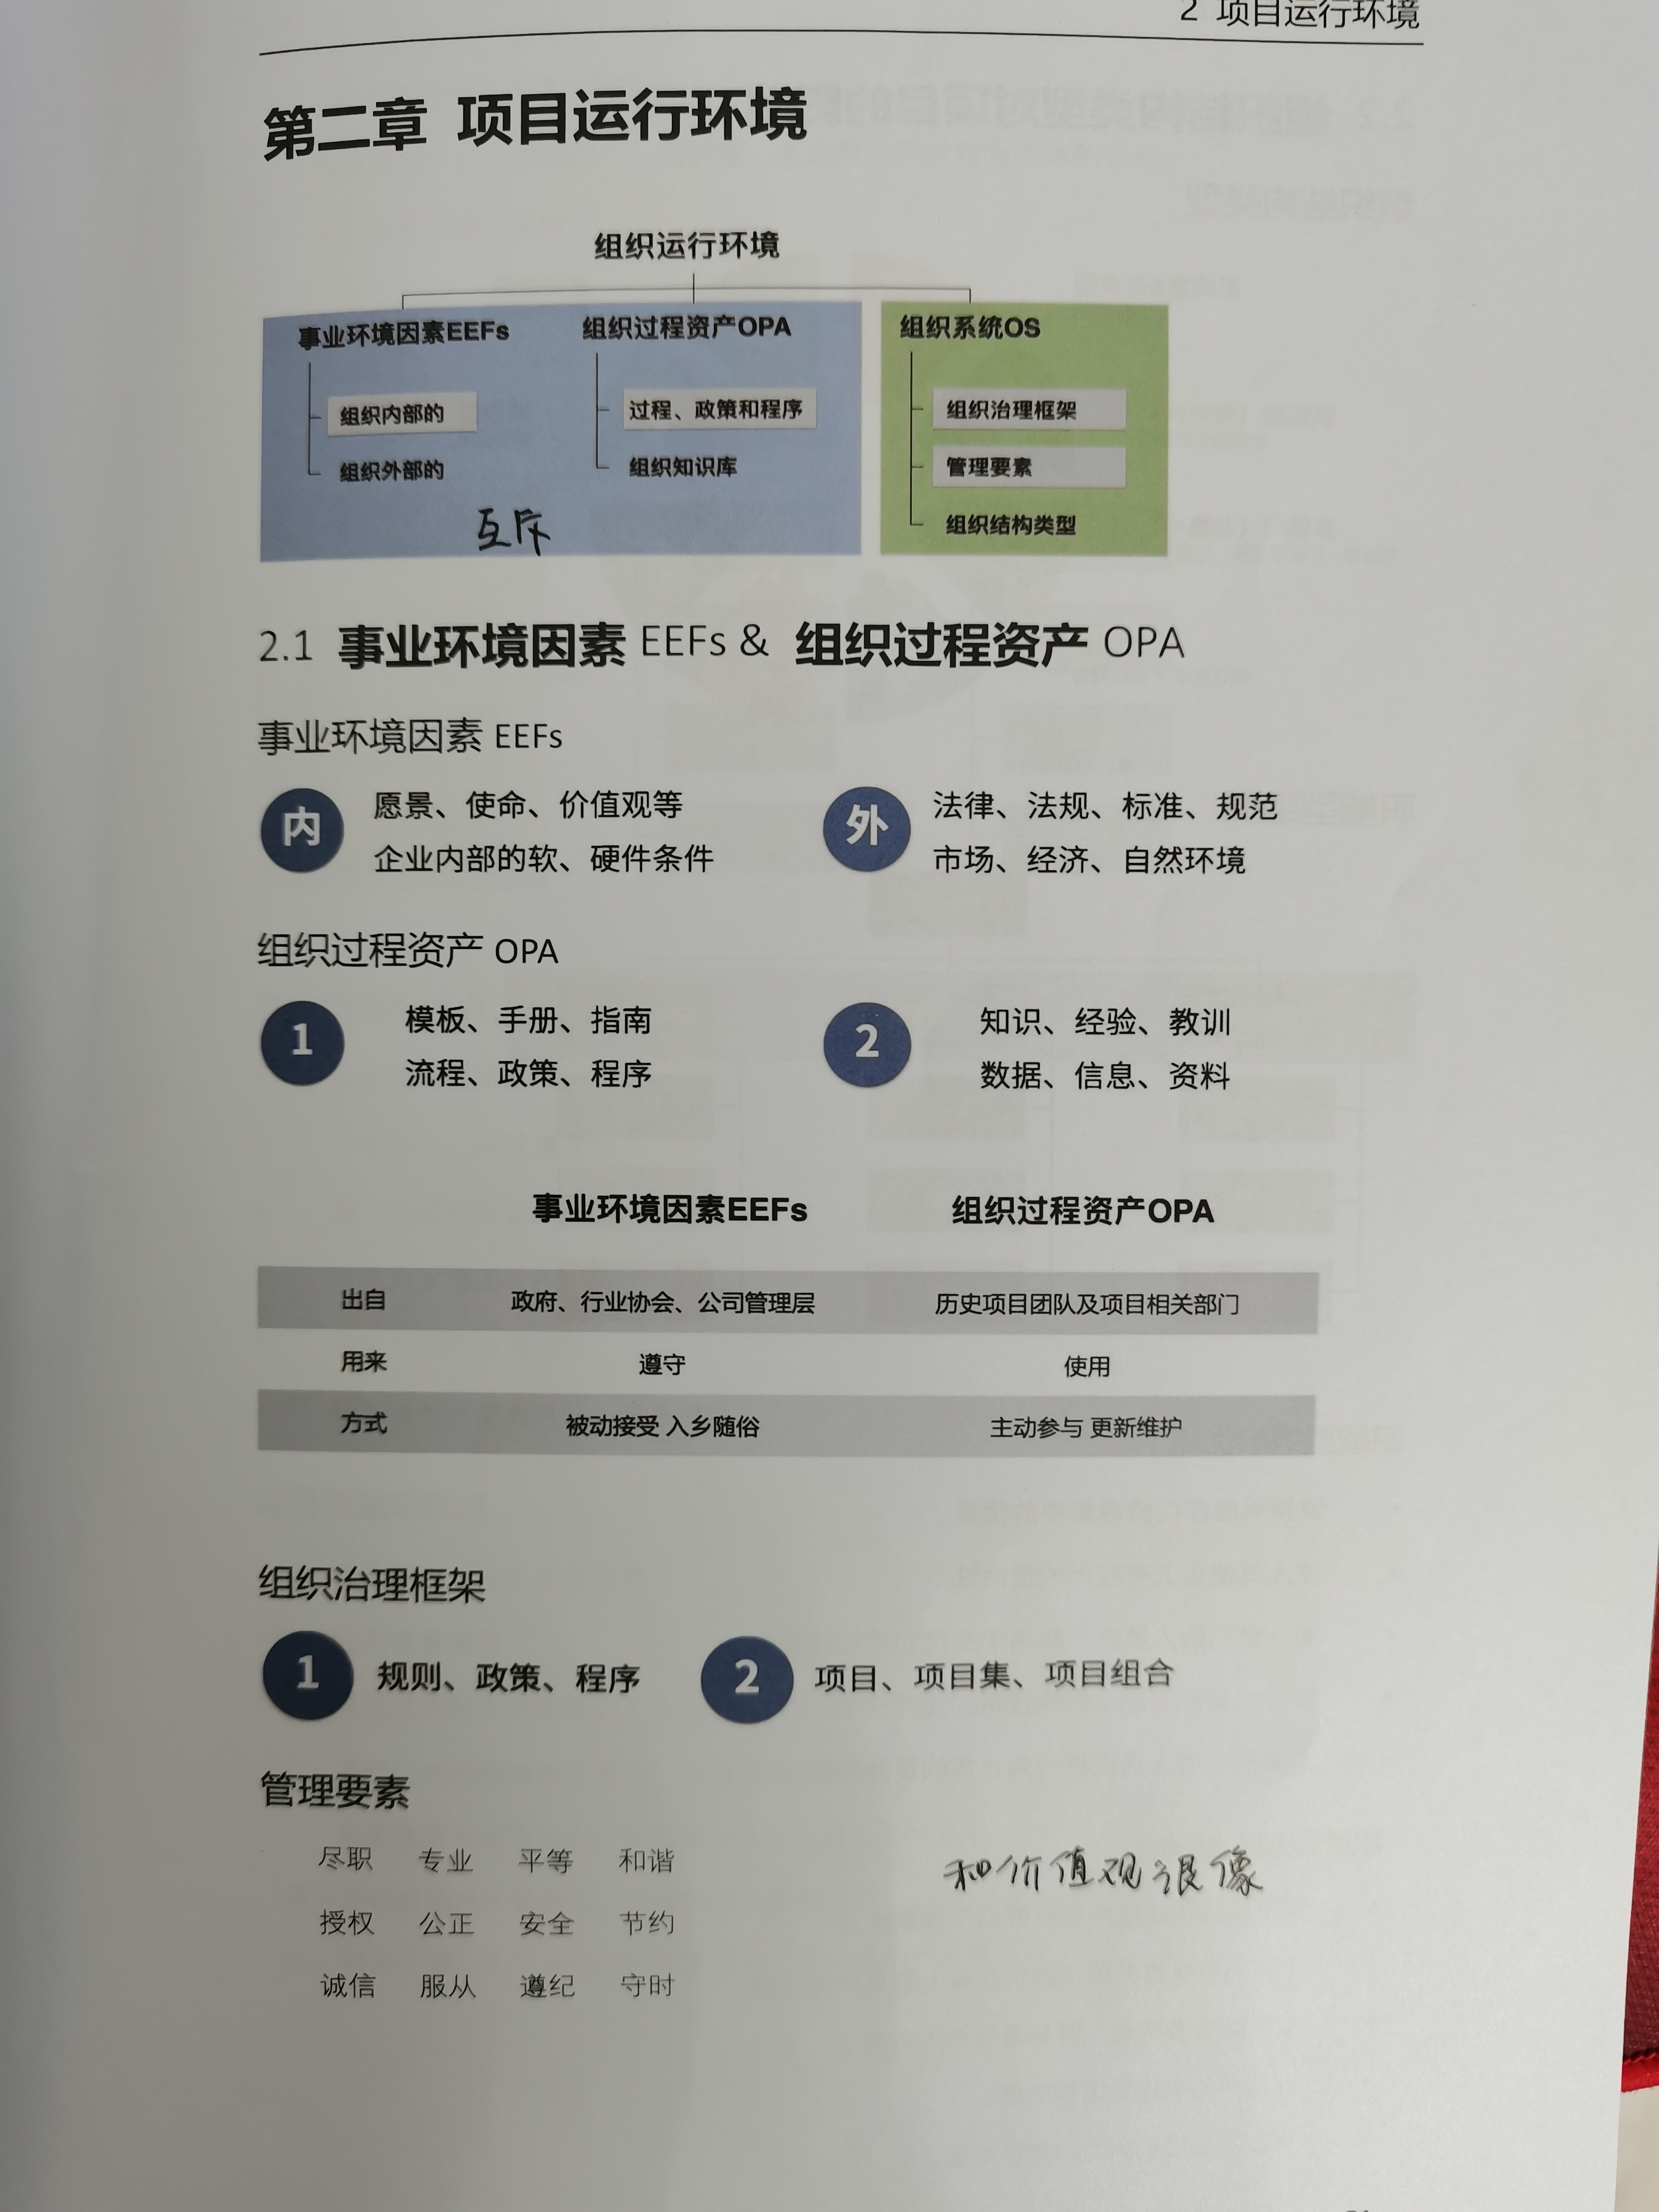 2 项目运行环境
第二章 项目运行环境
组织运行环境
事业环境因素EEFs
组织内部的
组织外部的
组织过程资产OPA
过程、政策和程序
组织知识库
互斥
组织系统OS
组织治理框架
管理要素
组织结构类型
2.1 事业环境因素 EEFs & 组织过程资产 OPA
事业环境因素 EEFs
内
愿景、使命、价值观等
企业内部的软、硬件条件
外
法律、法规、标准、规范
市场、经济、自然环境
组织过程资产 OPA
1
模板、手册、指南
流程、政策、程序
2
知识、经验、教训
数据、信息、资料
事业环境因素EEFs 组织过程资产OPA
出自 政府、行业协会、公司管理层 历史项目团队及项目相关部门
用来 遵守 使用
方式 被动接受 入乡随俗 主动参与 更新维护
组织治理框架
1 规则、政策、程序 2 项目、项目集、项目组合
管理要素
尽职 专业 平等 和谐
授权 公正 安全 节约
诚信 服从 遵纪 守时
和价值观很像